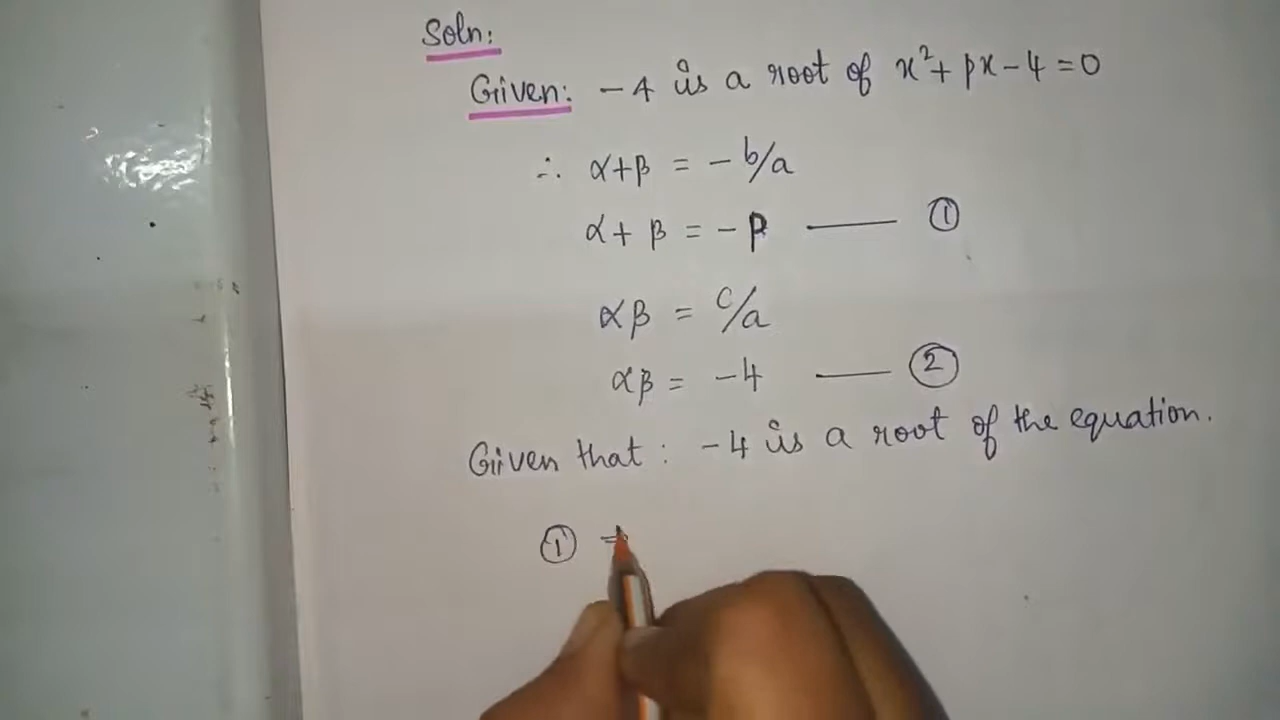 Soln:
Given: -4 is a root of x²+ px - 4 = 0
∴ α+β = - b/a
α + β = - p —— ①
αβ = c/a
αβ = -4 —— ②
Given that : -4 is a root of the equation.
① ⇒